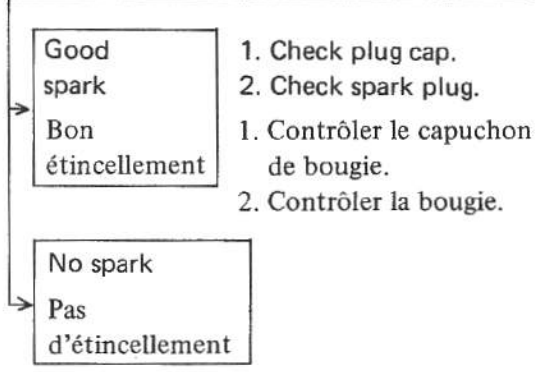 Good
spark
Bon
étincellement
1. Check plug cap.
2. Check spark plug.
1. Contrôler le capuchon
de bougie.
2. Contrôler la bougie.
No spark
Pas
d'étincellement